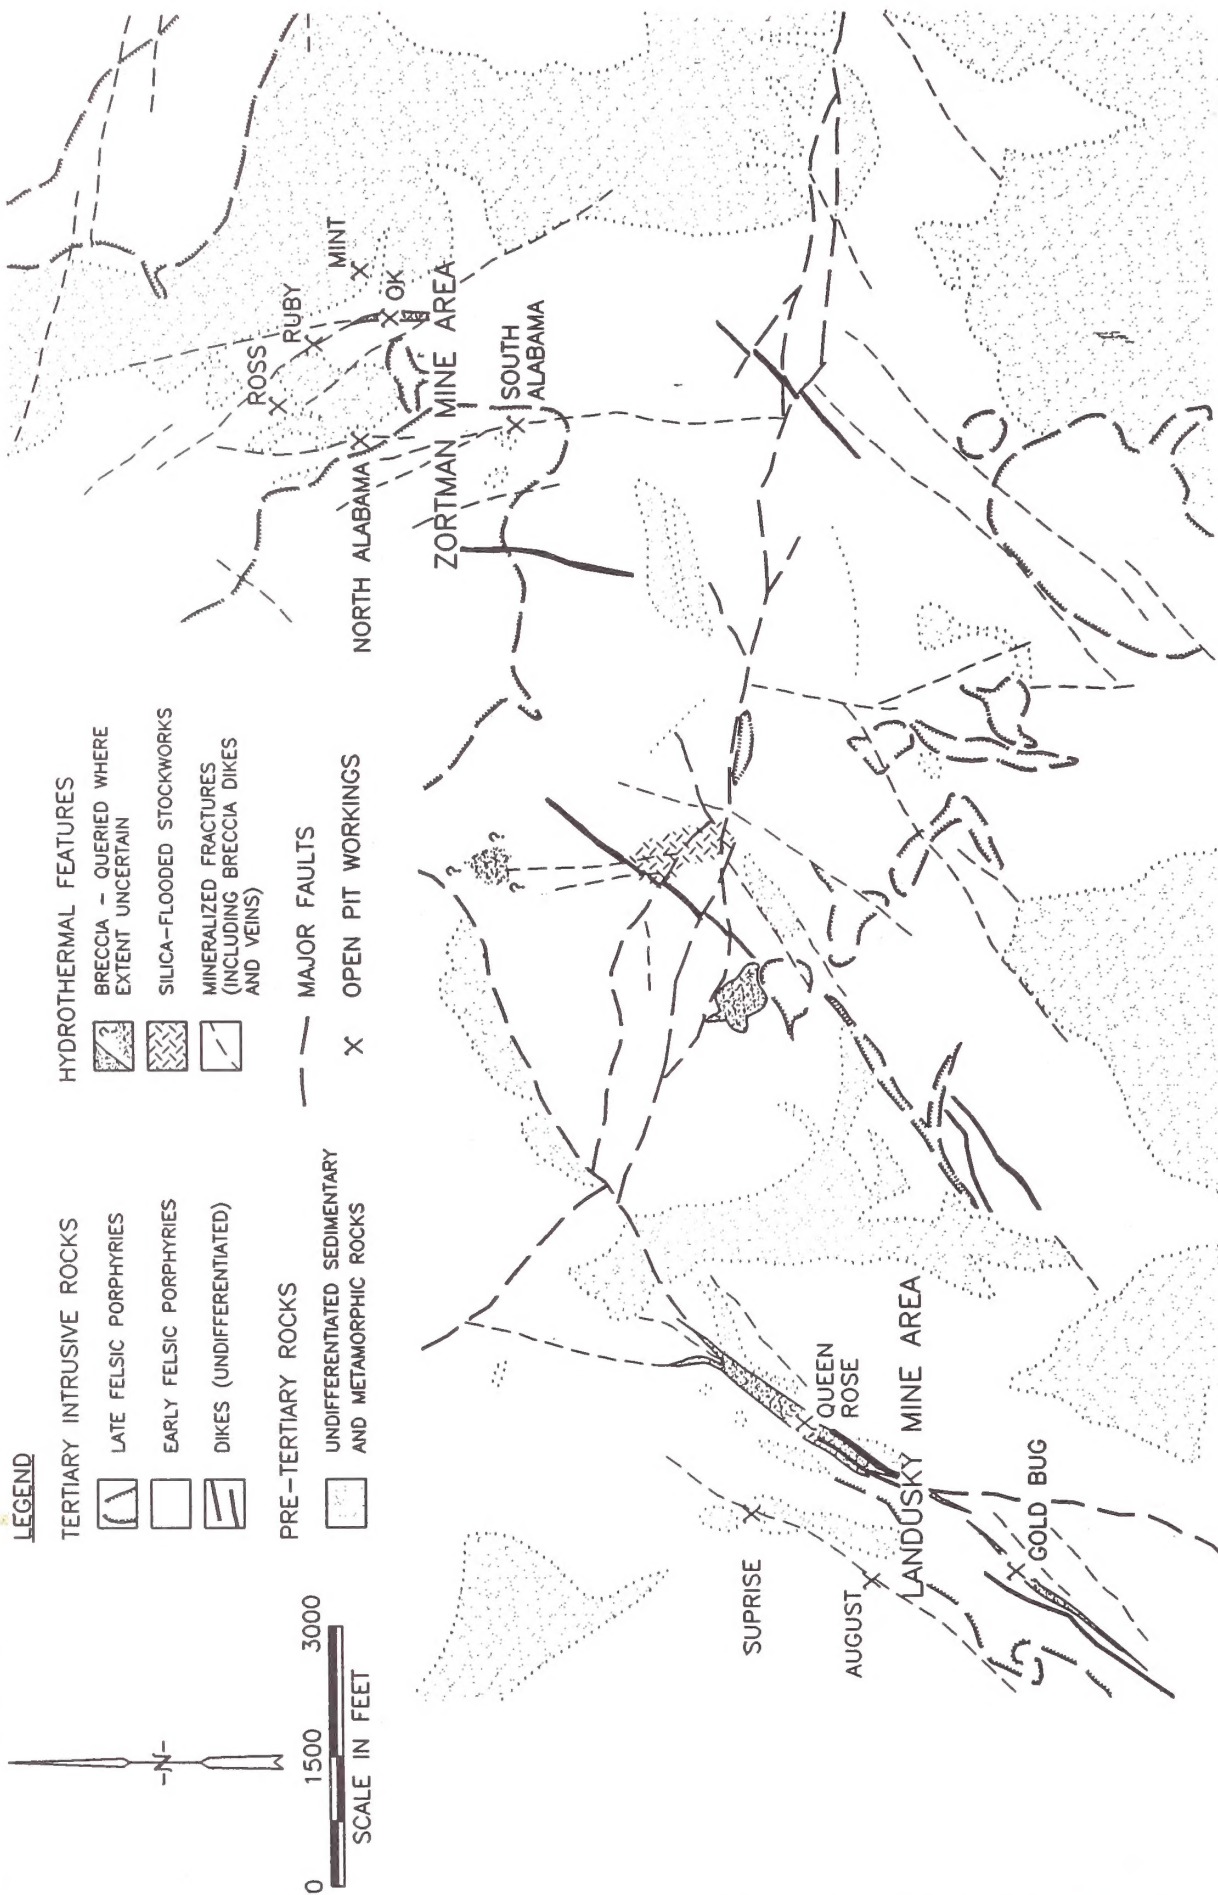 LEGEND
TERTIARY INTRUSIVE ROCKS
LATE FELSIC PORPHYRIES
EARLY FELSIC PORPHYRIES
DIKES (UNDIFFERENTIATED)
PRE-TERTIARY ROCKS
UNDIFFERENTIATED SEDIMENTARY
AND METAMORPHIC ROCKS
HYDROTHERMAL FEATURES
?
BRECCIA - QUERIED WHERE
EXTENT UNCERTAIN
SILICA-FLOODED STOCKWORKS
MINERALIZED FRACTURES
(INCLUDING BRECCIA DIKES
AND VEINS)
MAJOR FAULTS
X OPEN PIT WORKINGS
-N-
0 1500 3000
SCALE IN FEET
ROSS
RUBY
MINT
OK
NORTH ALABAMA
ZORTMAN MINE AREA
SOUTH
ALABAMA
?
?
?
SUPRISE
AUGUST
QUEEN
ROSE
LANDUSKY MINE AREA
GOLD BUG